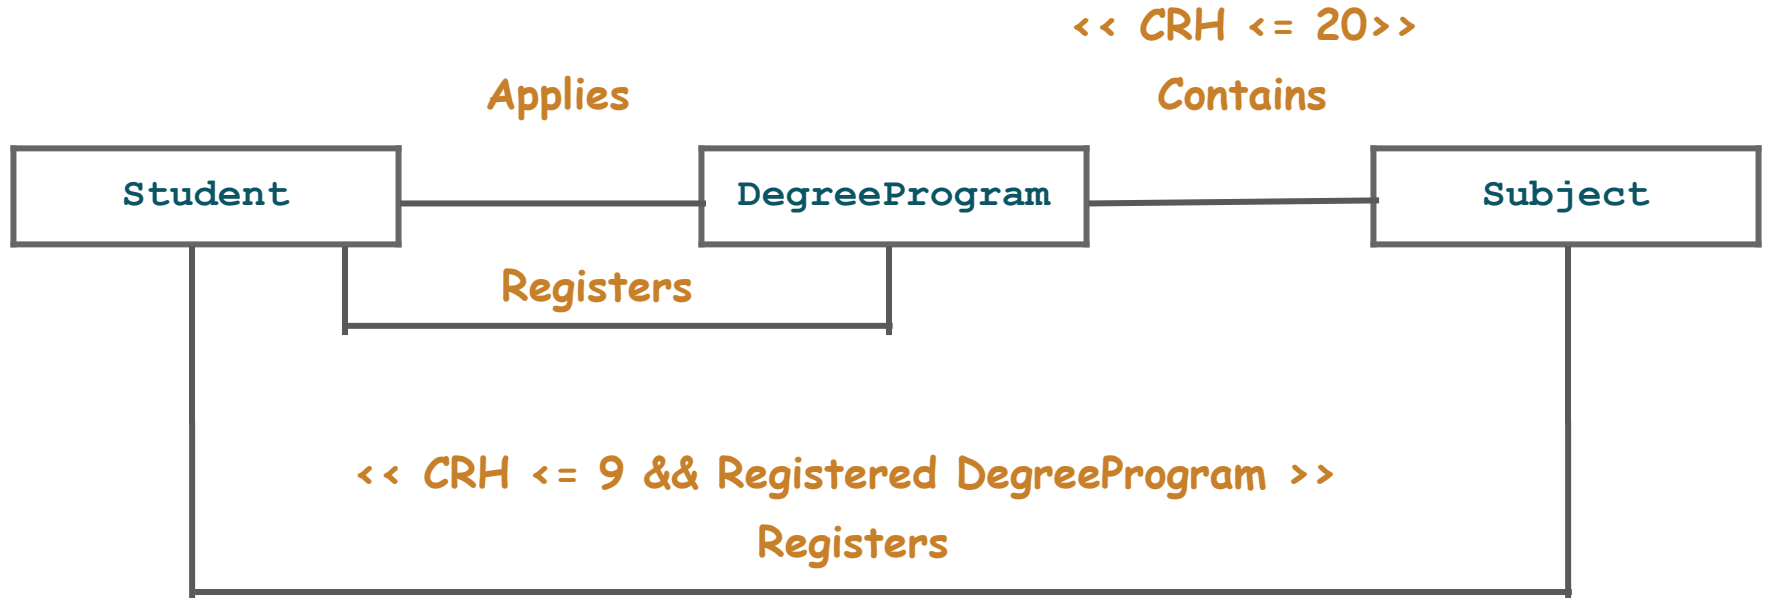 << CRH <= 20>>
Applies
Contains
Student
DegreeProgram
Subject
Registers
<< CRH <= 9 && Registered DegreeProgram >>
Registers